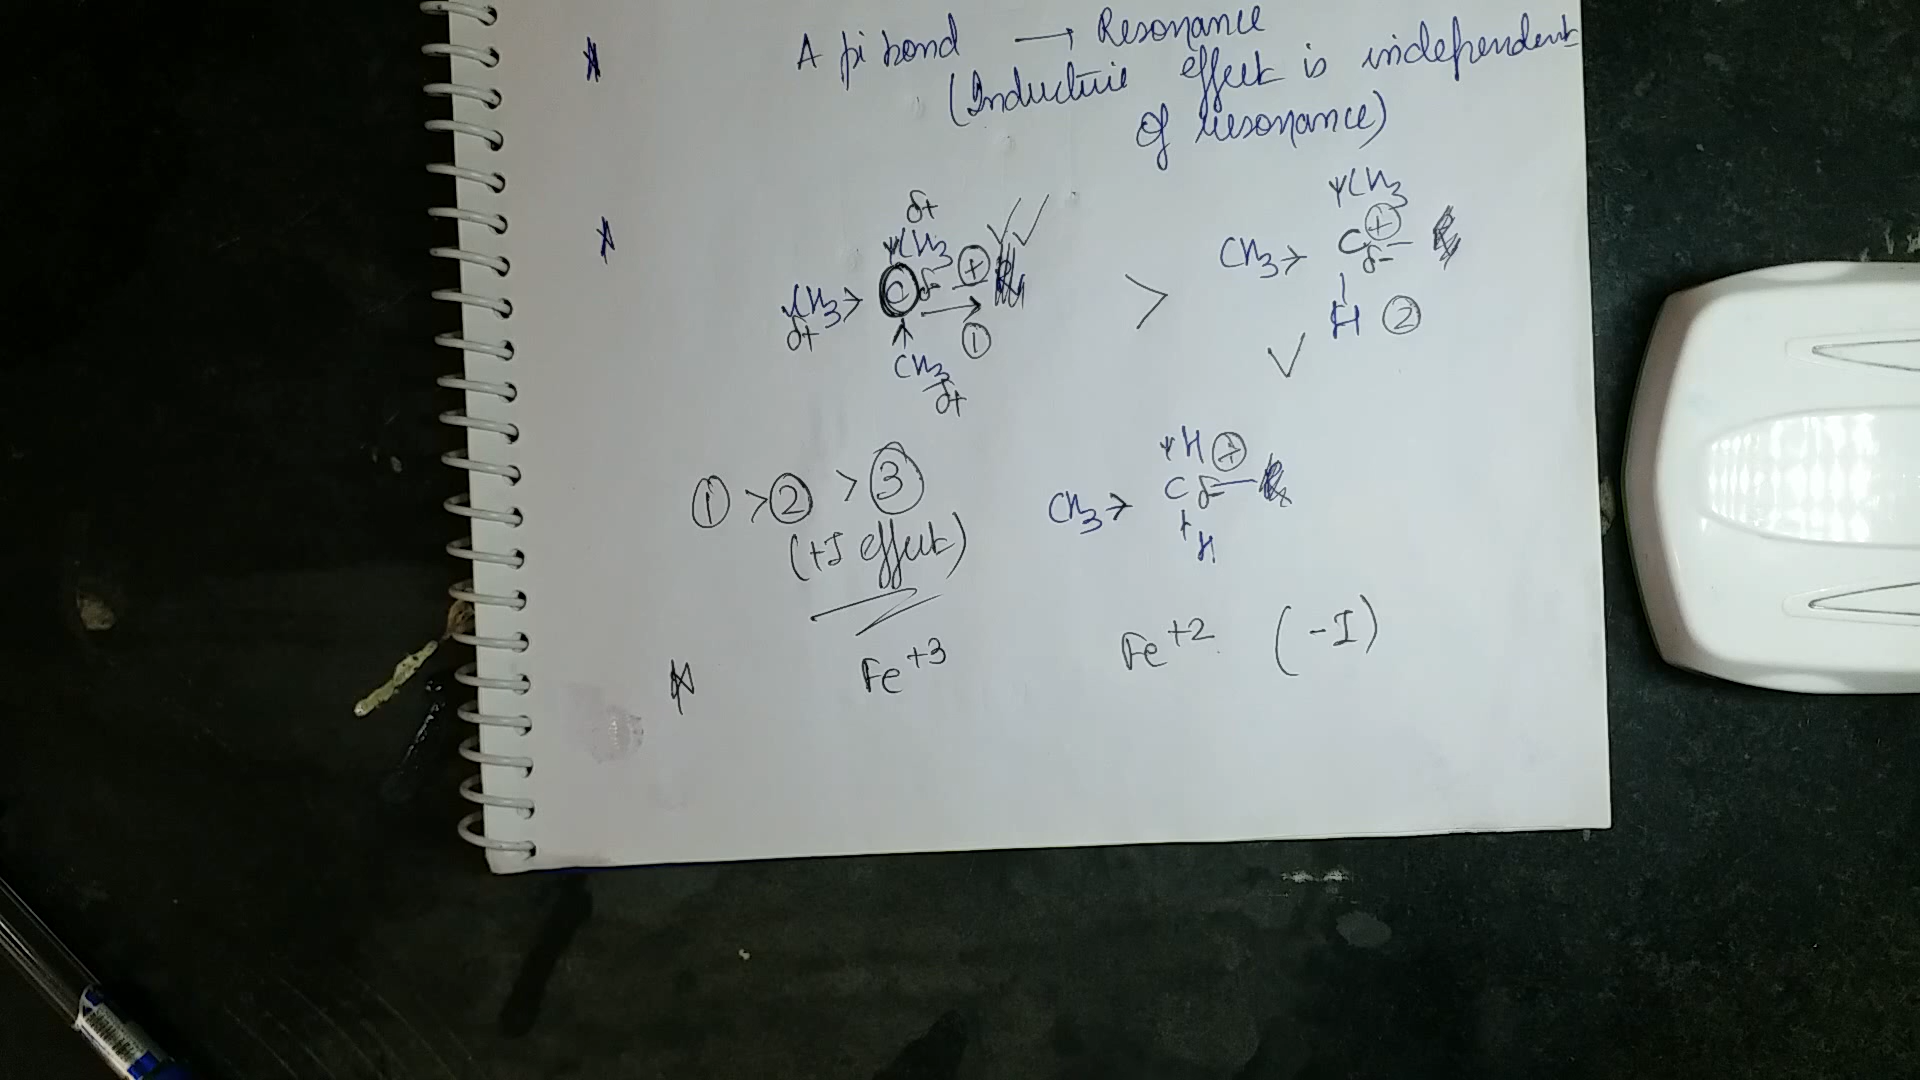 A pi bond → Resonance
(Inductive effect is independent
of resonance)
δ+
CH3 δ- ⊕
CH3 > C →
δ+
①
CH3
δ+
>
CH3
CH3 > C ⊕
δ-
H ②
① > ② > ③
(+I effect)
H ⊕
CH3 > C δ-
H
Fe+3 Fe+2 (-I)